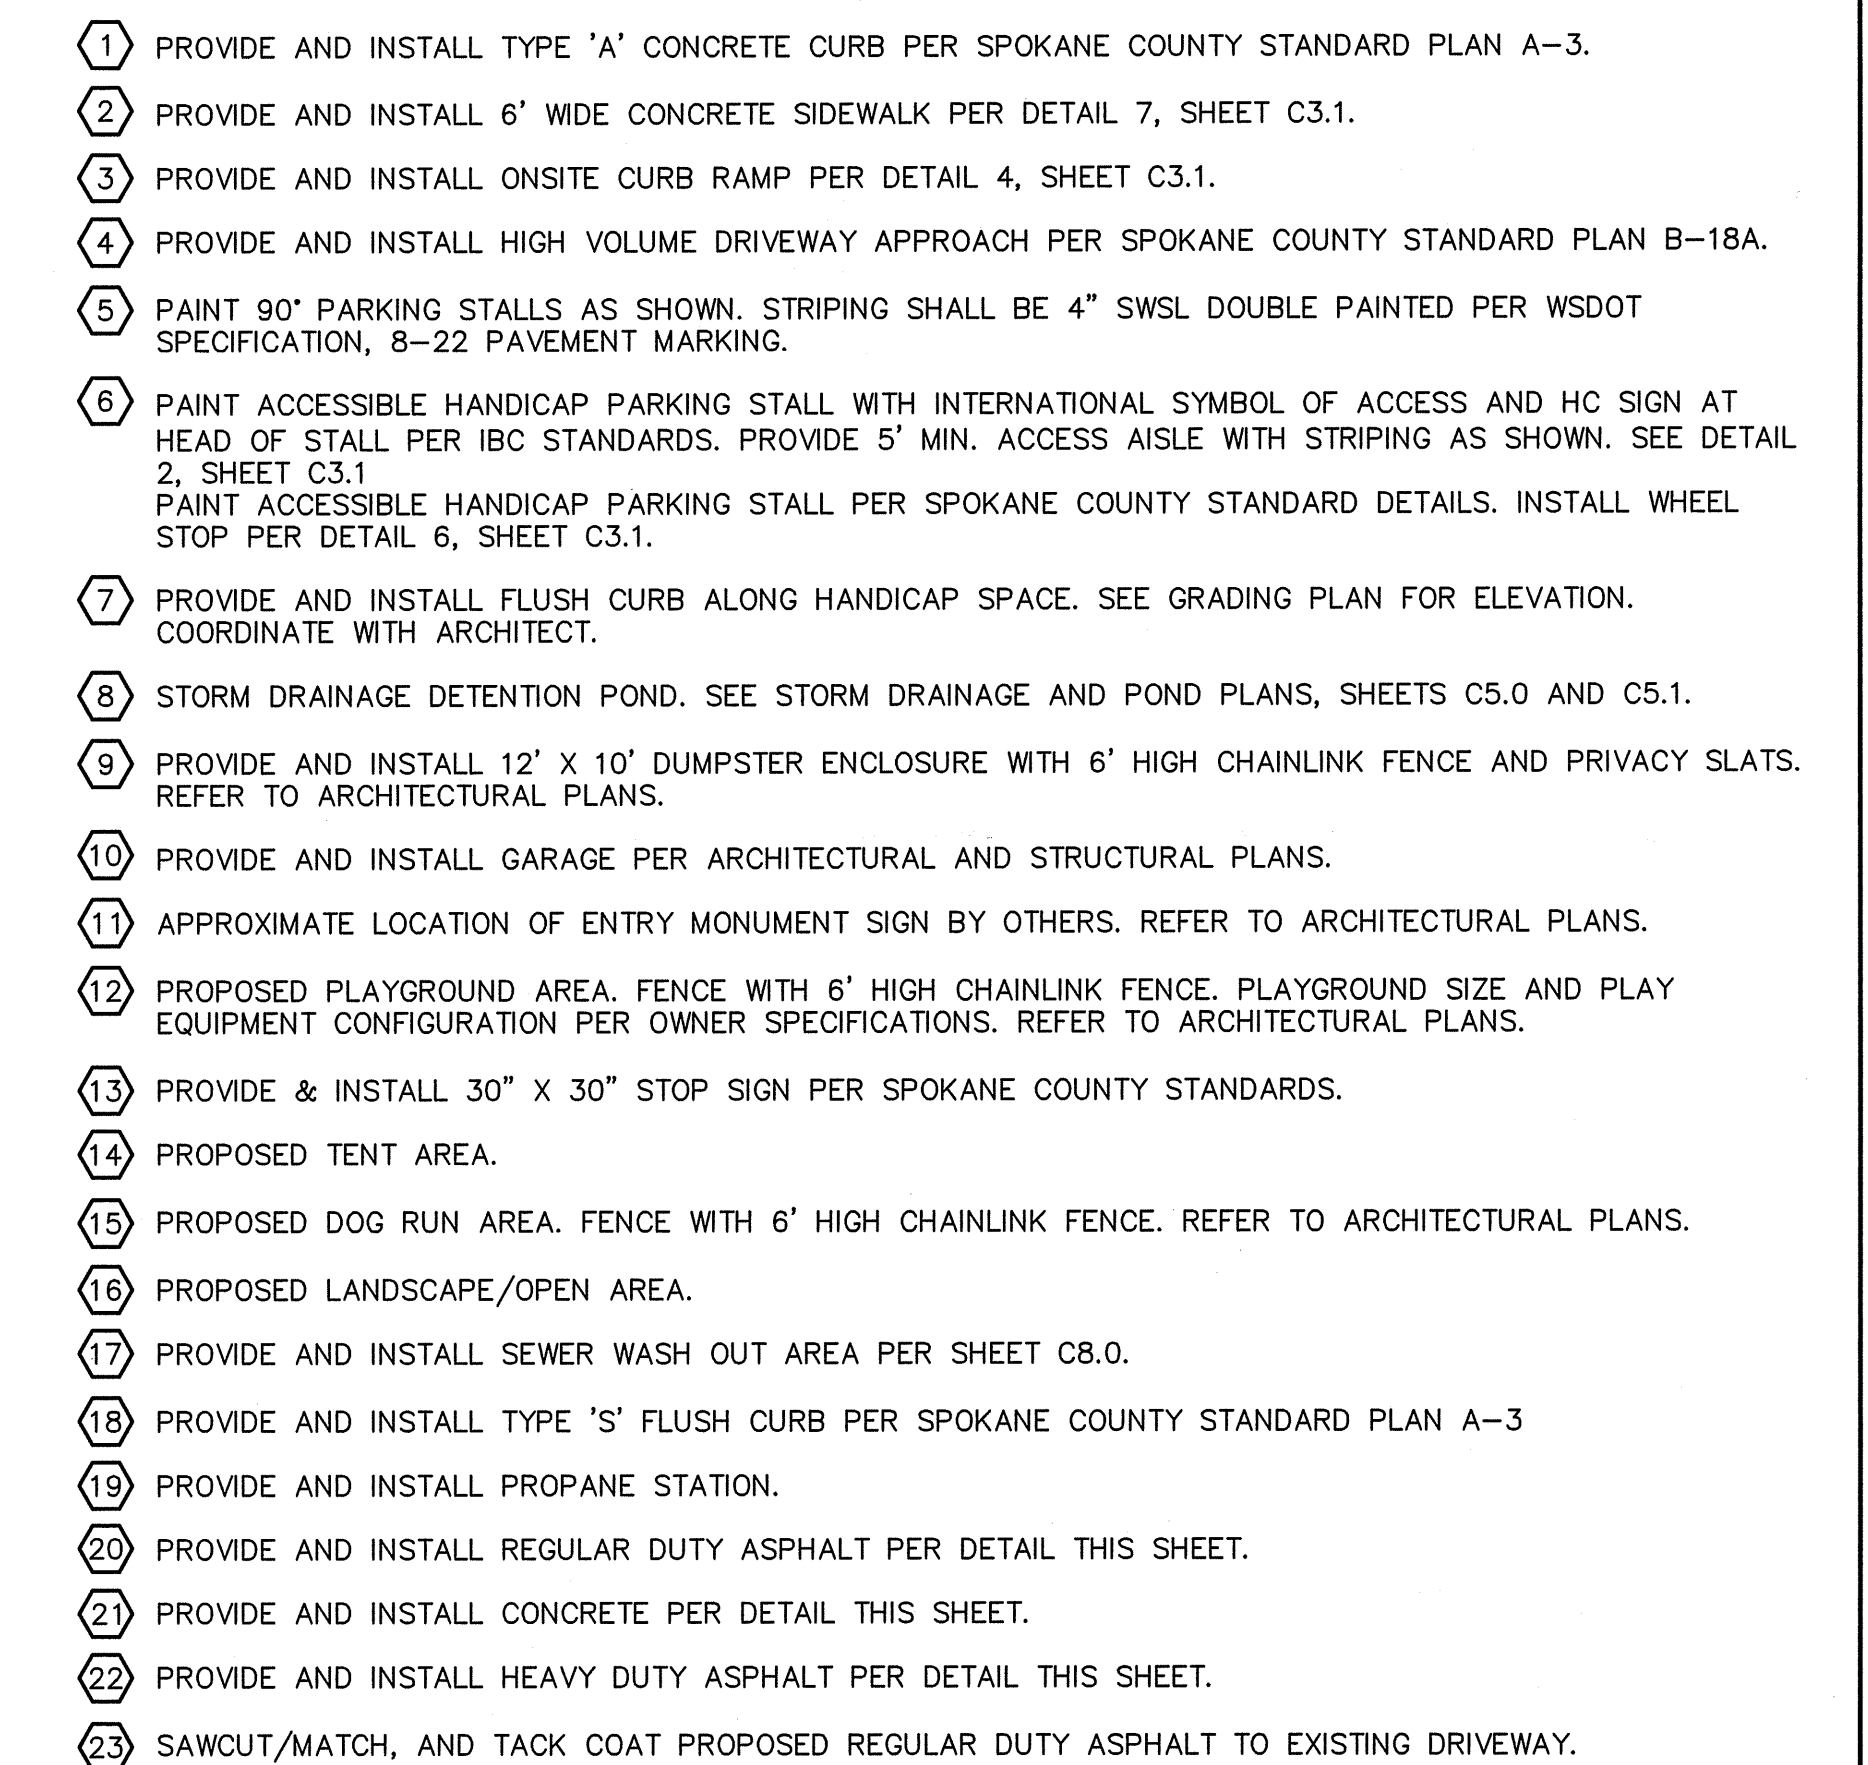 1 PROVIDE AND INSTALL TYPE 'A' CONCRETE CURB PER SPOKANE COUNTY STANDARD PLAN A-3.
2 PROVIDE AND INSTALL 6' WIDE CONCRETE SIDEWALK PER DETAIL 7, SHEET C3.1.
3 PROVIDE AND INSTALL ONSITE CURB RAMP PER DETAIL 4, SHEET C3.1.
4 PROVIDE AND INSTALL HIGH VOLUME DRIVEWAY APPROACH PER SPOKANE COUNTY STANDARD PLAN B-18A.
5 PAINT 90° PARKING STALLS AS SHOWN. STRIPING SHALL BE 4" SWSL DOUBLE PAINTED PER WSDOT
SPECIFICATION, 8-22 PAVEMENT MARKING.
6 PAINT ACCESSIBLE HANDICAP PARKING STALL WITH INTERNATIONAL SYMBOL OF ACCESS AND HC SIGN AT
HEAD OF STALL PER IBC STANDARDS. PROVIDE 5' MIN. ACCESS AISLE WITH STRIPING AS SHOWN. SEE DETAIL
2, SHEET C3.1
PAINT ACCESSIBLE HANDICAP PARKING STALL PER SPOKANE COUNTY STANDARD DETAILS. INSTALL WHEEL
STOP PER DETAIL 6, SHEET C3.1.
7 PROVIDE AND INSTALL FLUSH CURB ALONG HANDICAP SPACE. SEE GRADING PLAN FOR ELEVATION.
COORDINATE WITH ARCHITECT.
8 STORM DRAINAGE DETENTION POND. SEE STORM DRAINAGE AND POND PLANS, SHEETS C5.0 AND C5.1.
9 PROVIDE AND INSTALL 12' X 10' DUMPSTER ENCLOSURE WITH 6' HIGH CHAINLINK FENCE AND PRIVACY SLATS.
REFER TO ARCHITECTURAL PLANS.
10 PROVIDE AND INSTALL GARAGE PER ARCHITECTURAL AND STRUCTURAL PLANS.
11 APPROXIMATE LOCATION OF ENTRY MONUMENT SIGN BY OTHERS. REFER TO ARCHITECTURAL PLANS.
12 PROPOSED PLAYGROUND AREA. FENCE WITH 6' HIGH CHAINLINK FENCE. PLAYGROUND SIZE AND PLAY
EQUIPMENT CONFIGURATION PER OWNER SPECIFICATIONS. REFER TO ARCHITECTURAL PLANS.
13 PROVIDE & INSTALL 30" X 30" STOP SIGN PER SPOKANE COUNTY STANDARDS.
14 PROPOSED TENT AREA.
15 PROPOSED DOG RUN AREA. FENCE WITH 6' HIGH CHAINLINK FENCE. REFER TO ARCHITECTURAL PLANS.
16 PROPOSED LANDSCAPE/OPEN AREA.
17 PROVIDE AND INSTALL SEWER WASH OUT AREA PER SHEET C8.0.
18 PROVIDE AND INSTALL TYPE 'S' FLUSH CURB PER SPOKANE COUNTY STANDARD PLAN A-3
19 PROVIDE AND INSTALL PROPANE STATION.
20 PROVIDE AND INSTALL REGULAR DUTY ASPHALT PER DETAIL THIS SHEET.
21 PROVIDE AND INSTALL CONCRETE PER DETAIL THIS SHEET.
22 PROVIDE AND INSTALL HEAVY DUTY ASPHALT PER DETAIL THIS SHEET.
23 SAWCUT/MATCH, AND TACK COAT PROPOSED REGULAR DUTY ASPHALT TO EXISTING DRIVEWAY.